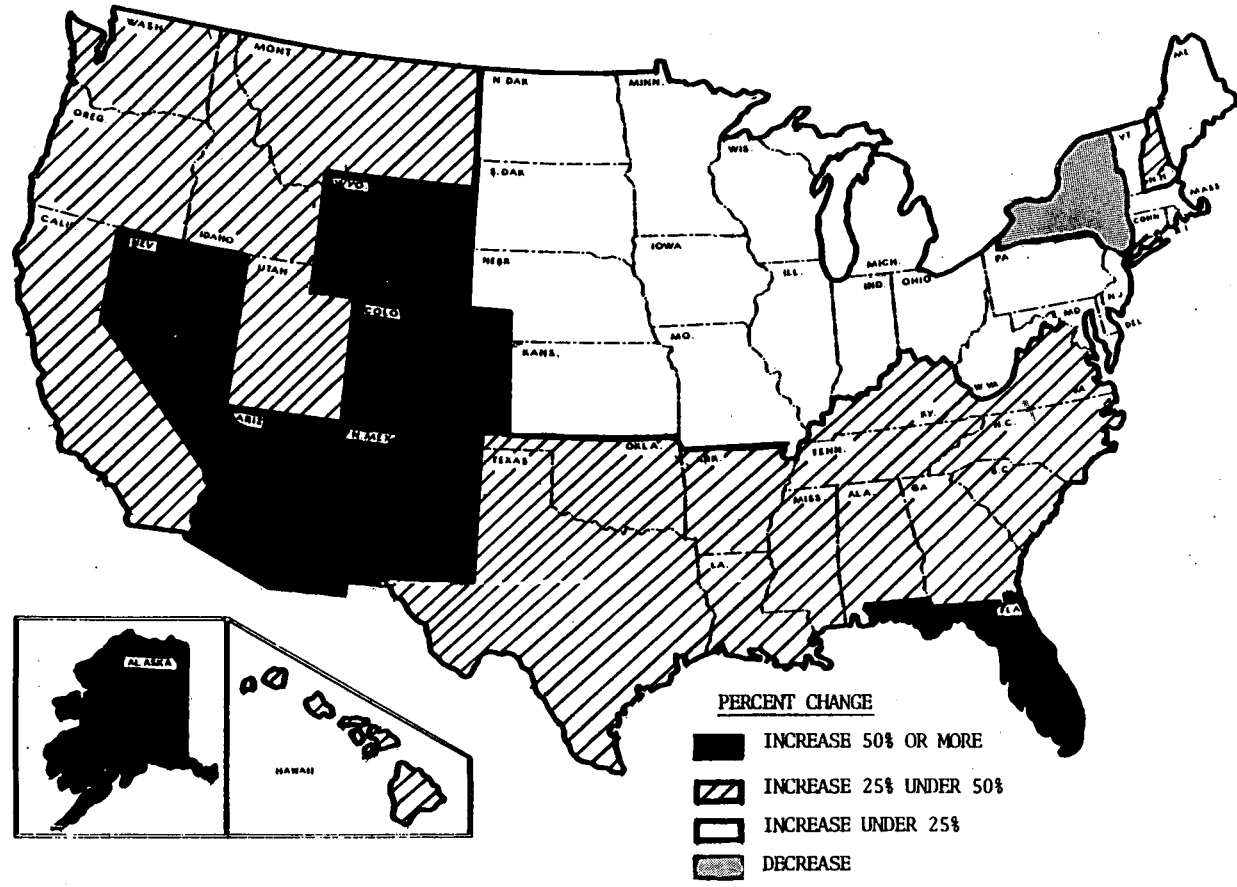 WASH
MONT
N.DAK
MINN.
ME
OREG.
WIS.
VT.
N.H.
S.DAK
WYO.
MASS
CONN
CALIF
NEV.
IDAHO
UTAH
NEBR
IOWA
ILL.
MICH.
IND.
OHIO
PA
N.J.
MD
DEL
COLO
KANS.
MO.
W VA
VA.
KY.
ARIZ
N.MEX
OKLA.
TEXAS
ARK.
TENN.
N.C.
S.C.
MISS.
ALA.
GA
LA.
FLA
ALASKA
HAWAII
PERCENT CHANGE
INCREASE 50% OR MORE
INCREASE 25% UNDER 50%
INCREASE UNDER 25%
DECREASE